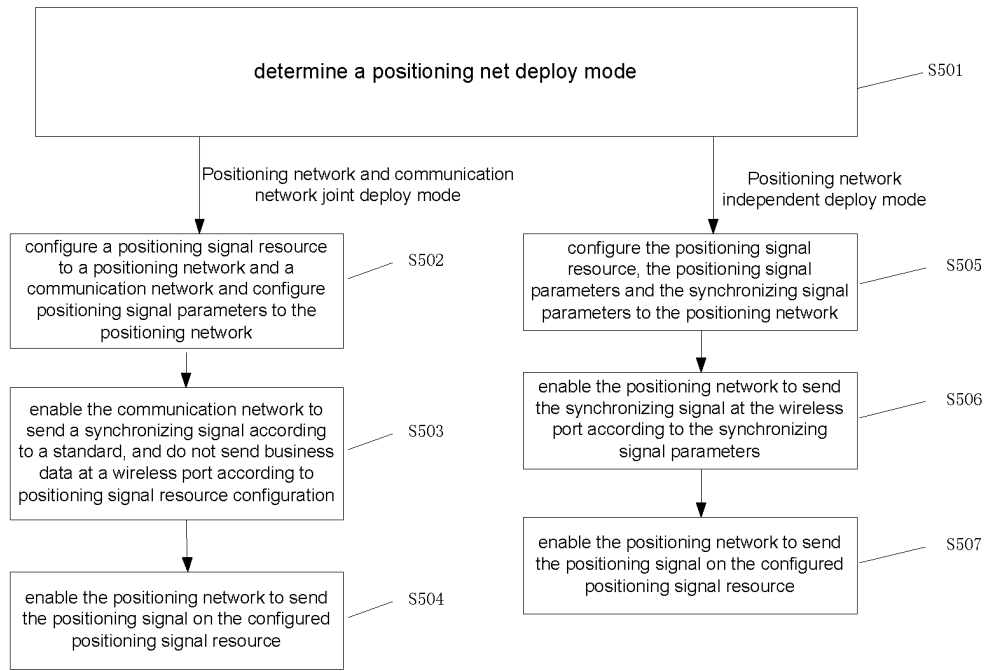 determine a positioning net deploy mode
S501
Positioning network and communication
network joint deploy mode
Positioning network
independent deploy mode
configure a positioning signal resource
to a positioning network and a
communication network and configure
positioning signal parameters to the
positioning network
S502
configure the positioning signal
resource, the positioning signal
parameters and the synchronizing signal
parameters to the positioning network
S505
enable the communication network to
send a synchronizing signal according
to a standard, and do not send business
data at a wireless port according to
positioning signal resource configuration
S503
enable the positioning network to send
the synchronizing signal at the wireless
port according to the synchronizing
signal parameters
S506
enable the positioning network to send
the positioning signal on the configured
positioning signal resource
S504
enable the positioning network to send
the positioning signal on the configured
positioning signal resource
S507